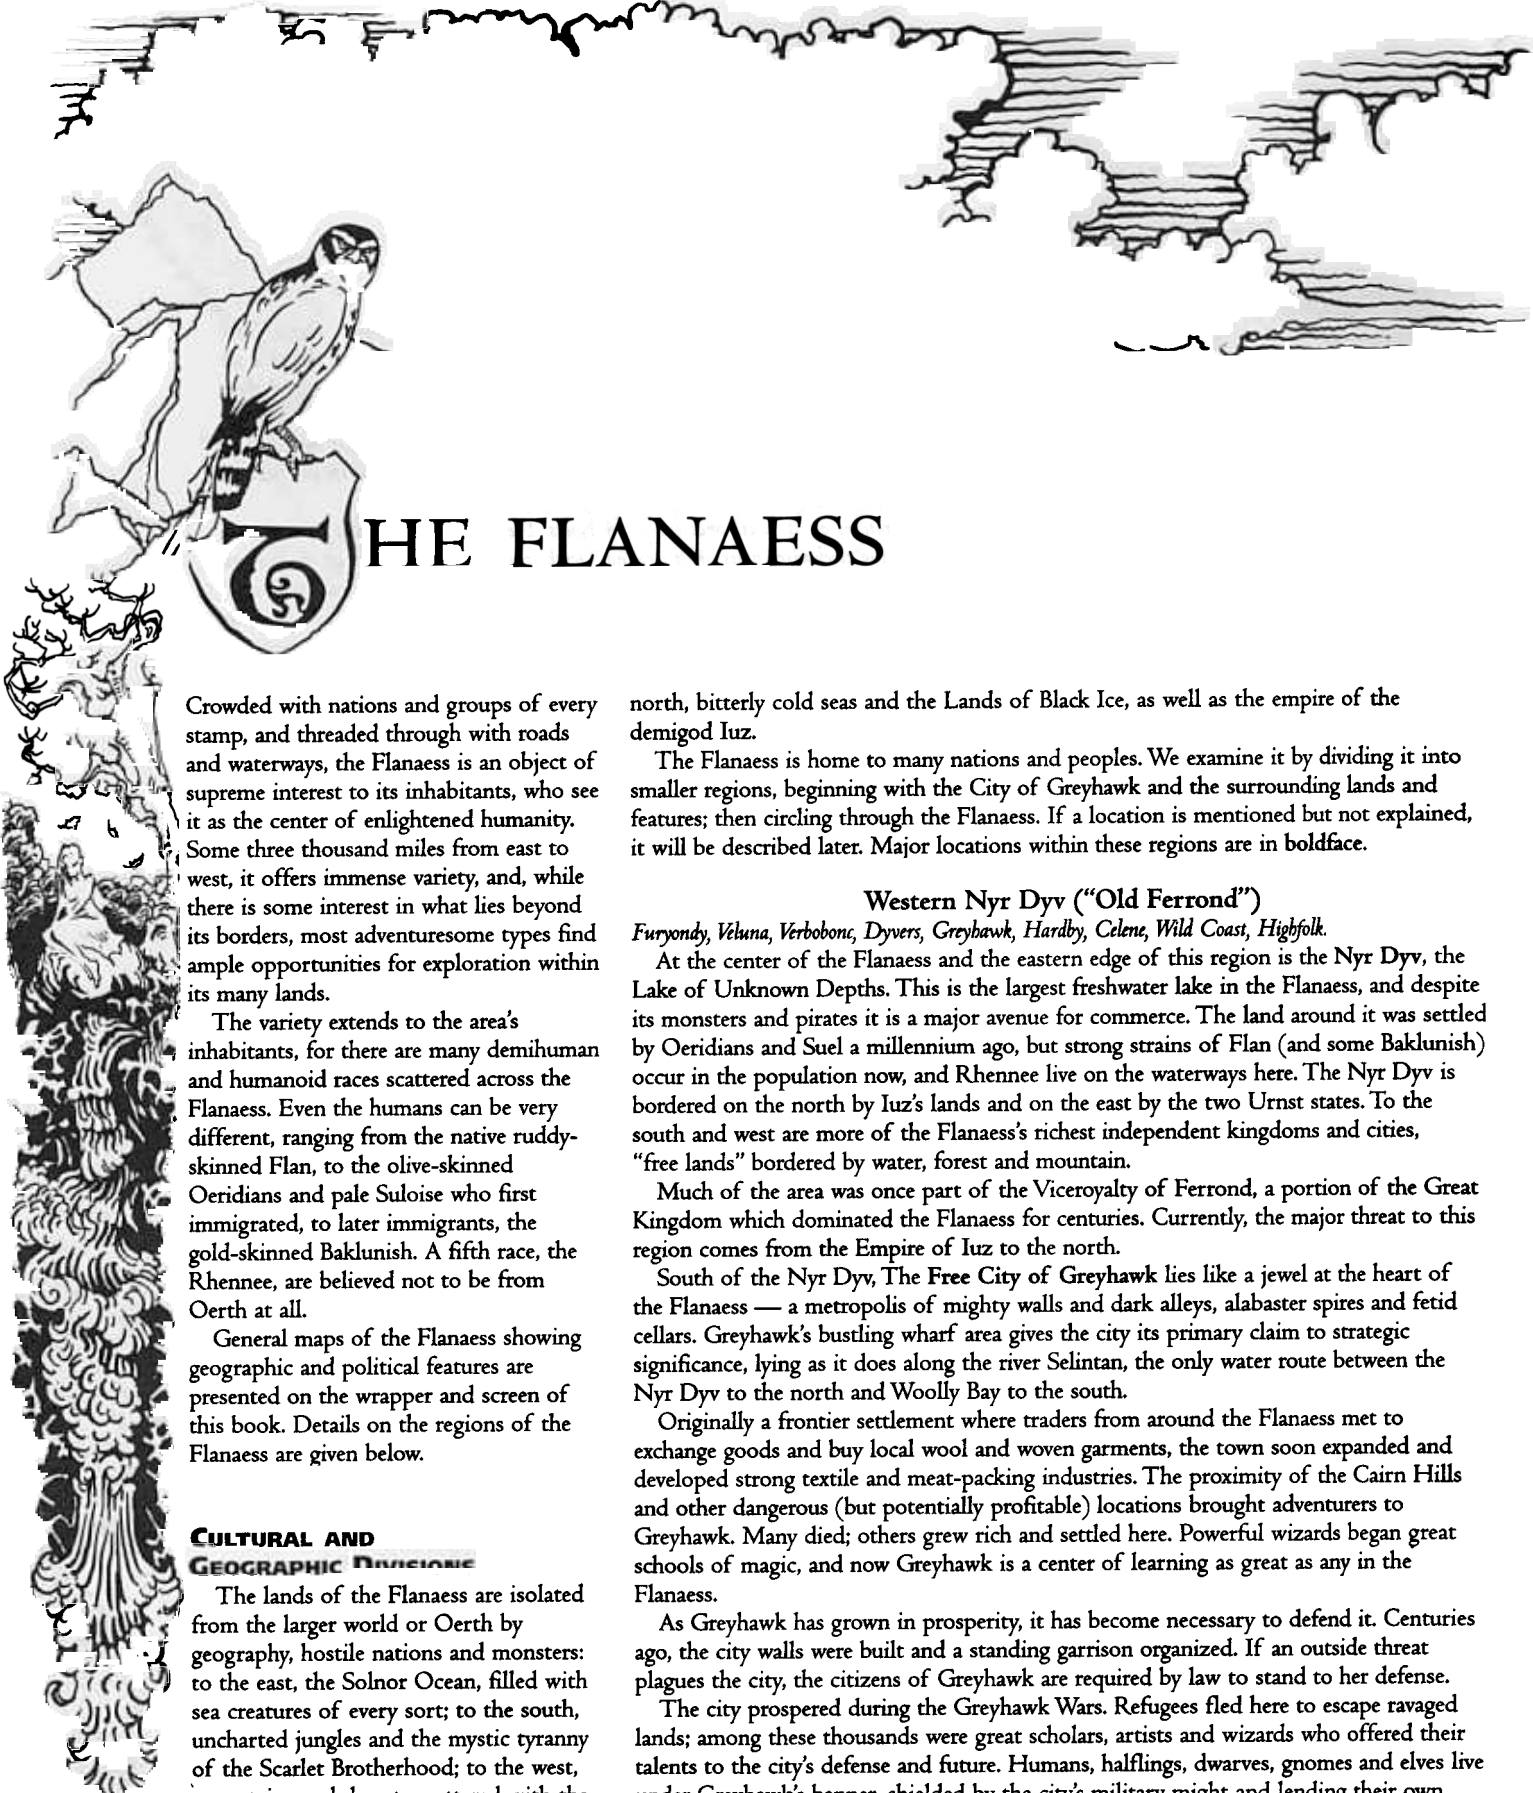 THE FLANAESS
Crowded with nations and groups of every
stamp, and threaded through with roads
and waterways, the Flanaess is an object of
supreme interest to its inhabitants, who see
it as the center of enlightened humanity.
Some three thousand miles from east to
west, it offers immense variety, and, while
there is some interest in what lies beyond
its borders, most adventuresome types find
ample opportunities for exploration within
its many lands.
The variety extends to the area's
inhabitants, for there are many demihuman
and humanoid races scattered across the
Flanaess. Even the humans can be very
different, ranging from the native ruddy-
skinned Flan, to the olive-skinned
Oeridians and pale Suloise who first
immigrated, to later immigrants, the
gold-skinned Baklunish. A fifth race, the
Rhennee, are believed not to be from
Oerth at all.
General maps of the Flanaess showing
geographic and political features are
presented on the wrapper and screen of
this book. Details on the regions of the
Flanaess are given below.
CULTURAL AND
GEOGRAPHIC DIVISIONS
The lands of the Flanaess are isolated
from the larger world or Oerth by
geography, hostile nations and monsters:
to the east, the Solnor Ocean, filled with
sea creatures of every sort; to the south,
uncharted jungles and the mystic tyranny
of the Scarlet Brotherhood; to the west,
north, bitterly cold seas and the Lands of Black Ice, as well as the empire of the
demigod Iuz.
The Flanaess is home to many nations and peoples. We examine it by dividing it into
smaller regions, beginning with the City of Greyhawk and the surrounding lands and
features; then circling through the Flanaess. If a location is mentioned but not explained,
it will be described later. Major locations within these regions are in boldface.
Western Nyr Dyv (“Old Ferrond”)
Furyondy, Veluna, Verbobonc, Dyvers, Greyhawk, Hardby, Celene, Wild Coast, Highfolk.
At the center of the Flanaess and the eastern edge of this region is the Nyr Dyv, the
Lake of Unknown Depths. This is the largest freshwater lake in the Flanaess, and despite
its monsters and pirates it is a major avenue for commerce. The land around it was settled
by Oeridians and Suel a millennium ago, but strong strains of Flan (and some Baklunish)
occur in the population now, and Rhennee live on the waterways here. The Nyr Dyv is
bordered on the north by Iuz's lands and on the east by the two Urnst states. To the
south and west are more of the Flanaess's richest independent kingdoms and cities,
“free lands” bordered by water, forest and mountain.
Much of the area was once part of the Viceroyalty of Ferrond, a portion of the Great
Kingdom which dominated the Flanaess for centuries. Currently, the major threat to this
region comes from the Empire of Iuz to the north.
South of the Nyr Dyv, The Free City of Greyhawk lies like a jewel at the heart of
the Flanaess — a metropolis of mighty walls and dark alleys, alabaster spires and fetid
cellars. Greyhawk's bustling wharf area gives the city its primary claim to strategic
significance, lying as it does along the river Selintan, the only water route between the
Nyr Dyv to the north and Woolly Bay to the south.
Originally a frontier settlement where traders from around the Flanaess met to
exchange goods and buy local wool and woven garments, the town soon expanded and
developed strong textile and meat-packing industries. The proximity of the Cairn Hills
and other dangerous (but potentially profitable) locations brought adventurers to
Greyhawk. Many died; others grew rich and settled here. Powerful wizards began great
schools of magic, and now Greyhawk is a center of learning as great as any in the
Flanaess.
As Greyhawk has grown in prosperity, it has become necessary to defend it. Centuries
ago, the city walls were built and a standing garrison organized. If an outside threat
plagues the city, the citizens of Greyhawk are required by law to stand to her defense.
The city prospered during the Greyhawk Wars. Refugees fled here to escape ravaged
lands; among these thousands were great scholars, artists and wizards who offered their
talents to the city's defense and future. Humans, halflings, dwarves, gnomes and elves live
under Greyhawk's banner, shielded by the city's military might and lending their own